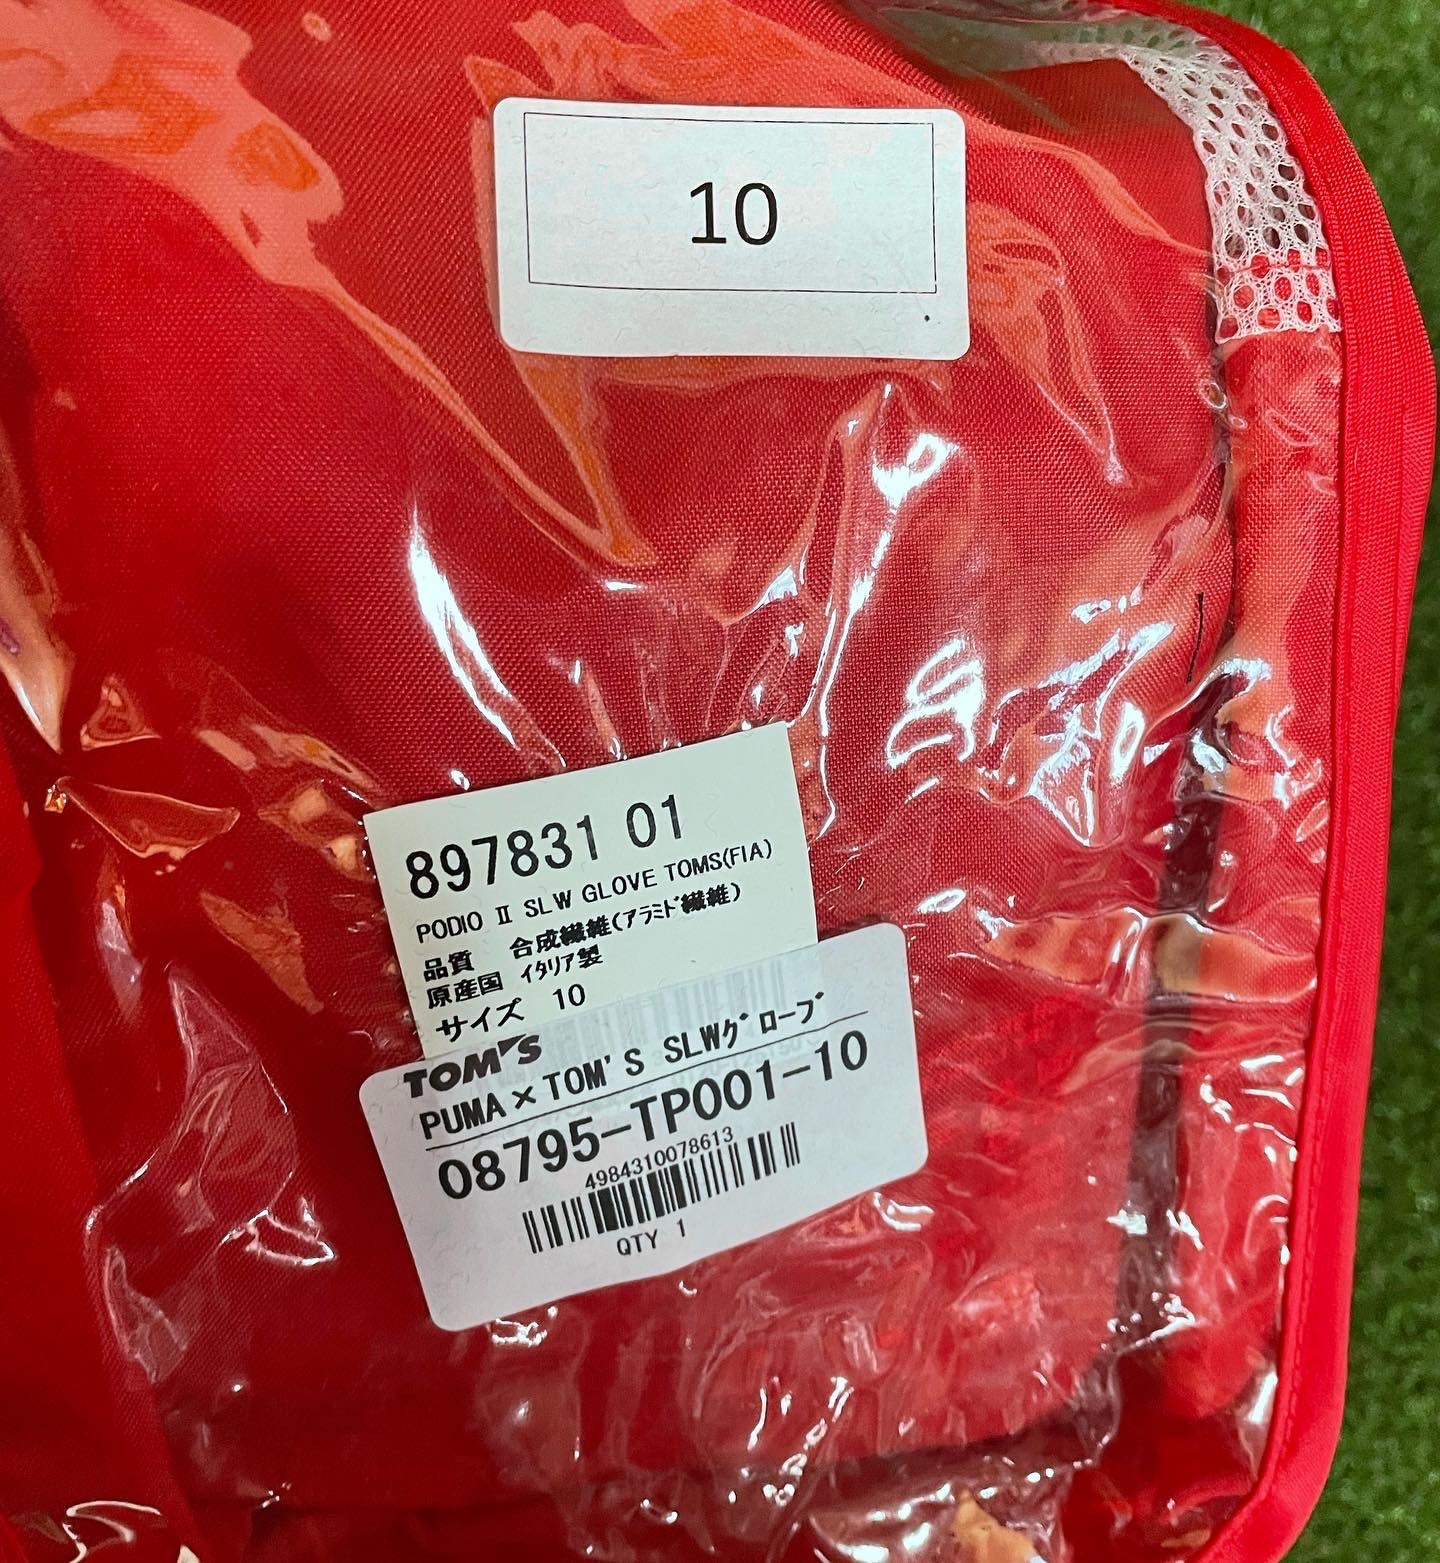 10
897831 01
PODIO Ⅱ SLW GLOVE TOMS(FIA)
品質 合成繊維(アラミド繊維)
原産国 イタリア製
サイズ 10
TOM'S
PUMA×TOM'S SLWグローブ
08795-TP001-10
4984310078613
QTY 1